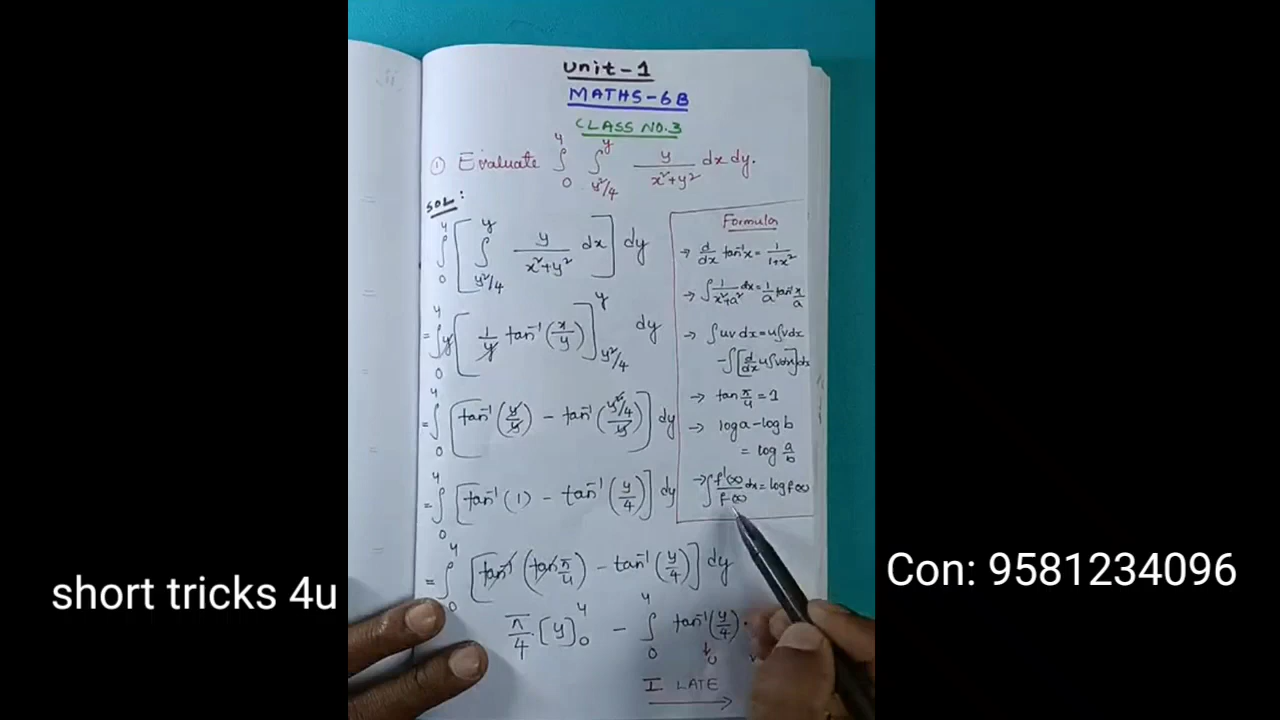 Unit-1
MATHS-6B
CLASS NO.3
① Evaluate ∫₀⁴ ∫_{y²/4}^{y} y/(x²+y²) dx dy.
SOL:
∫₀⁴ [ ∫_{y²/4}^{y} y/(x²+y²) dx ] dy
= ∫₀⁴ y [ 1/y tan⁻¹(x/y) ]_{y²/4}^{y} dy
= ∫₀⁴ [ tan⁻¹(y/y) - tan⁻¹((y²/4)/y) ] dy
= ∫₀⁴ [ tan⁻¹(1) - tan⁻¹(y/4) ] dy
= ∫₀⁴ [ tan⁻¹(tan π/4) - tan⁻¹(y/4) ] dy
π/4 · [y]₀⁴ - ∫₀⁴ tan⁻¹(y/4) ·
↓u
I LATE
Formula
→ d/dx tan⁻¹x = 1/(1+x²)
→ ∫ 1/(x²+a²) dx = 1/a tan⁻¹ x/a
→ ∫uv dx = u∫v dx
- ∫[d/dx u∫v dx] dx
→ tan π/4 = 1
→ log a - log b
= log a/b
→ ∫ f'(x)/f(x) dx = log f(x)
short tricks 4u
Con: 9581234096